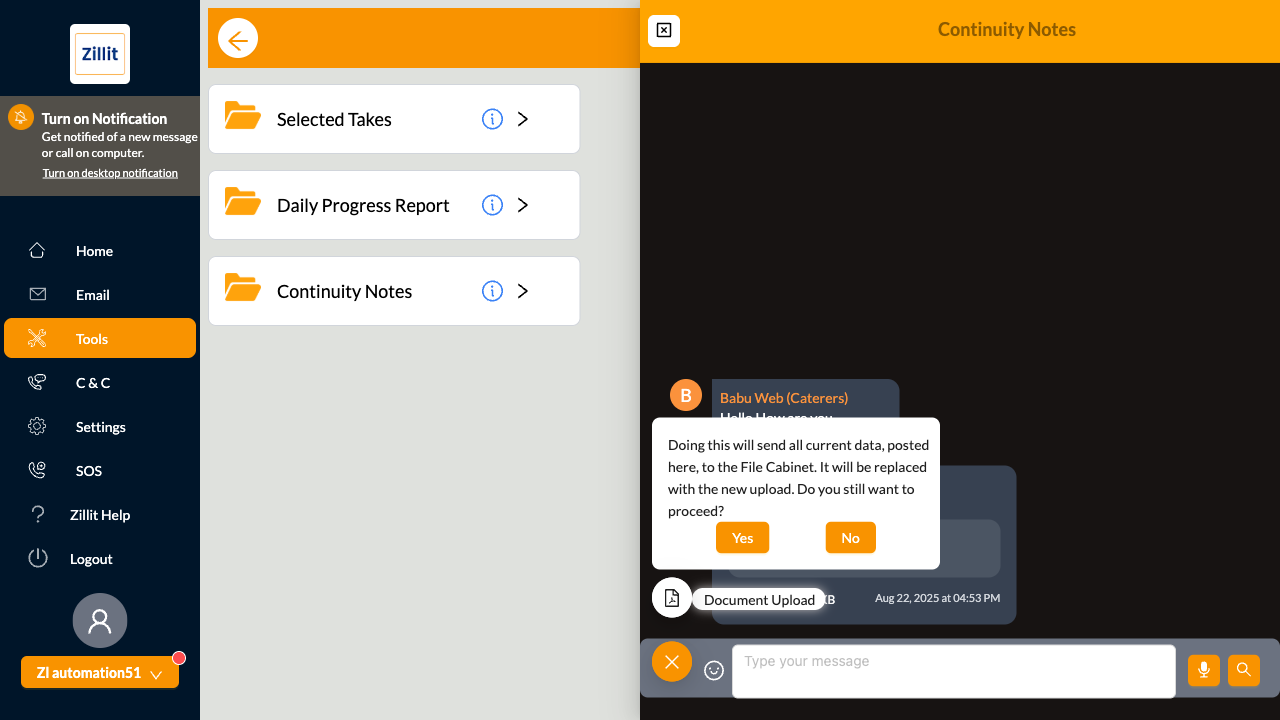 Zillit
Turn on Notification
Get notified of a new message
or call on computer.
Turn on desktop notification
Home
Email
Tools
C & C
Settings
SOS
Zillit Help
Logout
ZI automation51
Selected Takes
Daily Progress Report
Continuity Notes
Continuity Notes
B
Babu Web (Caterers)
Hello How are you
Doing this will send all current data, posted
here, to the File Cabinet. It will be replaced
with the new upload. Do you still want to
proceed?
Yes
No
Document Upload
Aug 22, 2025 at 04:53 PM
Type your message